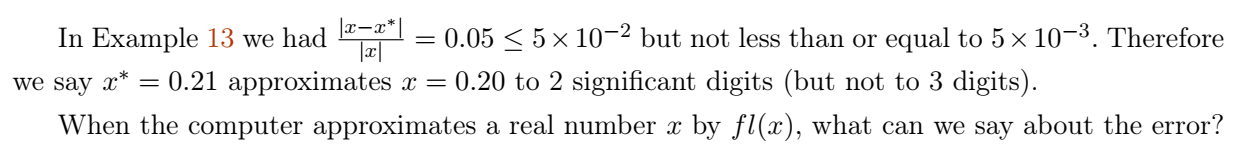 In Example 13 we had |x−x*|/|x| = 0.05 ≤ 5 × 10⁻² but not less than or equal to 5 × 10⁻³. Therefore
we say x* = 0.21 approximates x = 0.20 to 2 significant digits (but not to 3 digits).
When the computer approximates a real number x by fl(x), what can we say about the error?